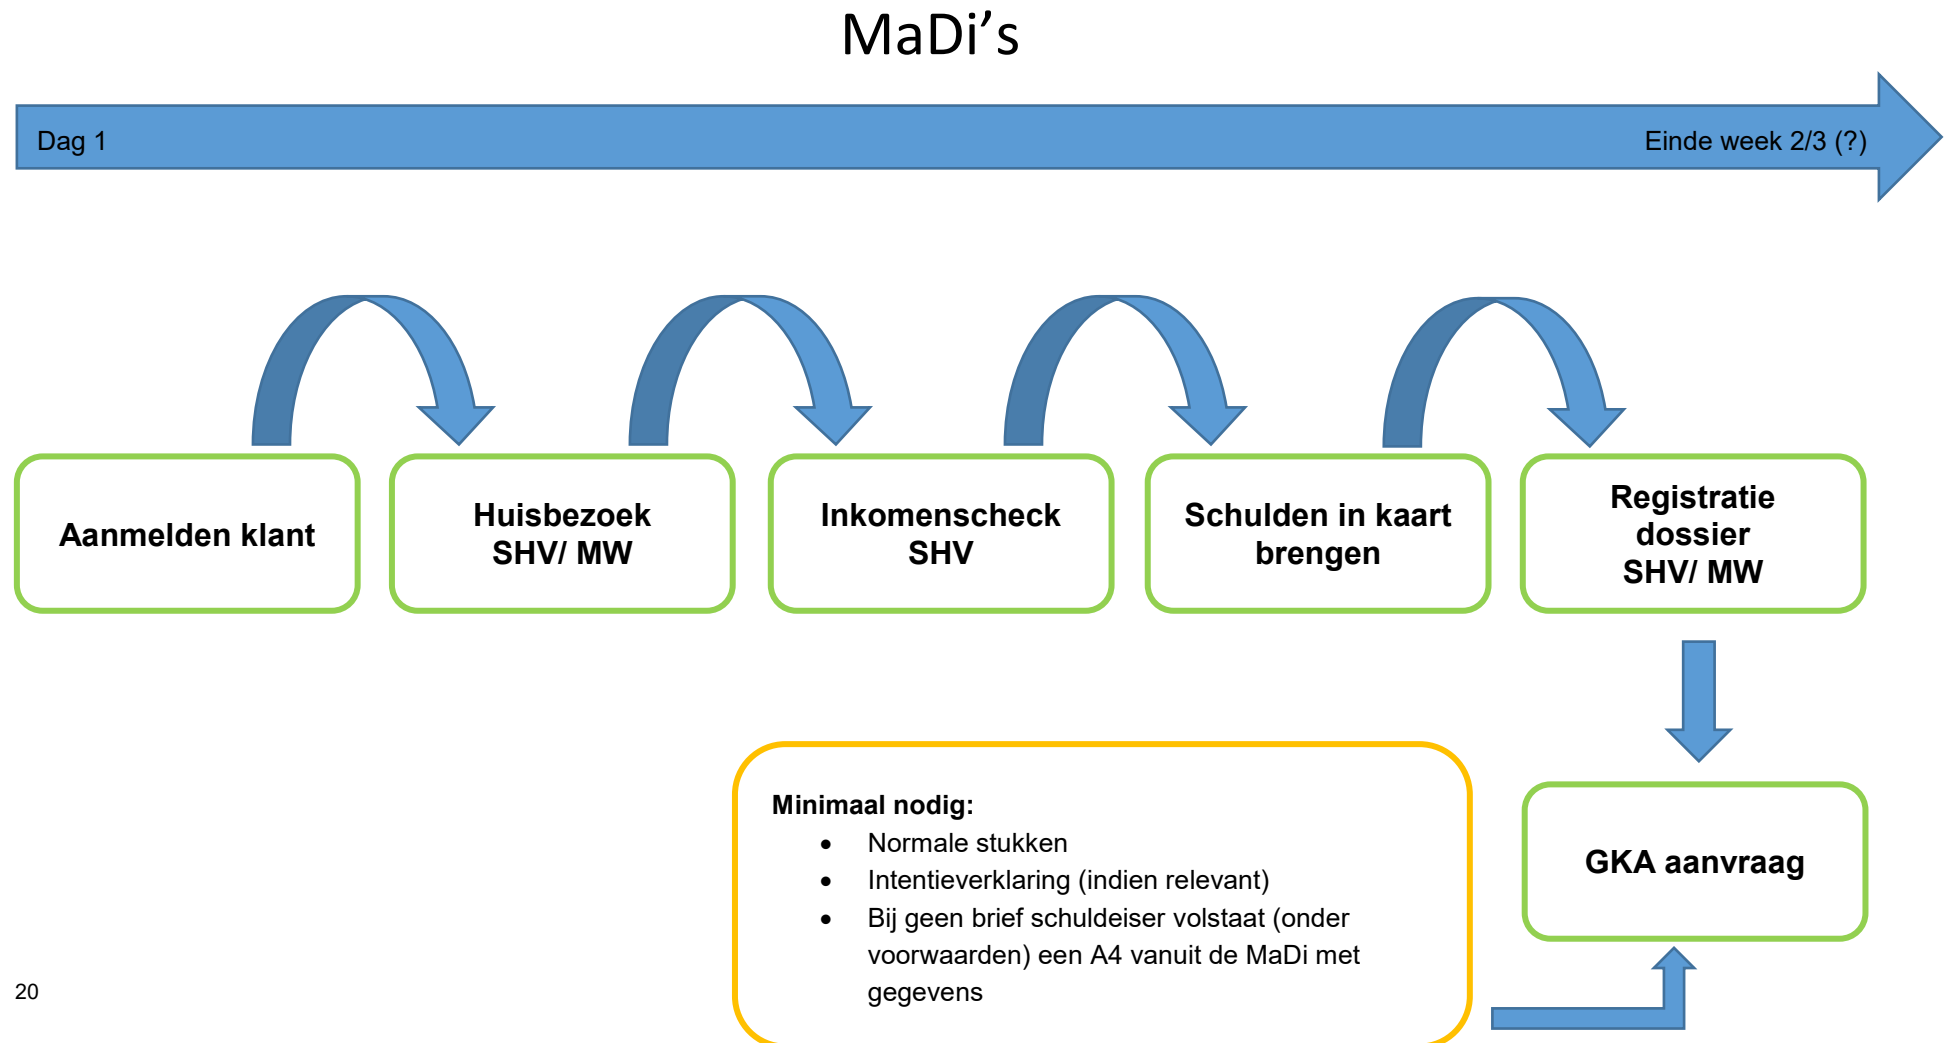 MaDi's
Dag 1
Einde week 2/3 (?)
Aanmelden klant
Huisbezoek
SHV/ MW
Inkomenscheck
SHV
Schulden in kaart
brengen
Registratie
dossier
SHV/ MW
Minimaal nodig:
• Normale stukken
• Intentieverklaring (indien relevant)
• Bij geen brief schuldeiser volstaat (onder
voorwaarden) een A4 vanuit de MaDi met
gegevens
GKA aanvraag
20